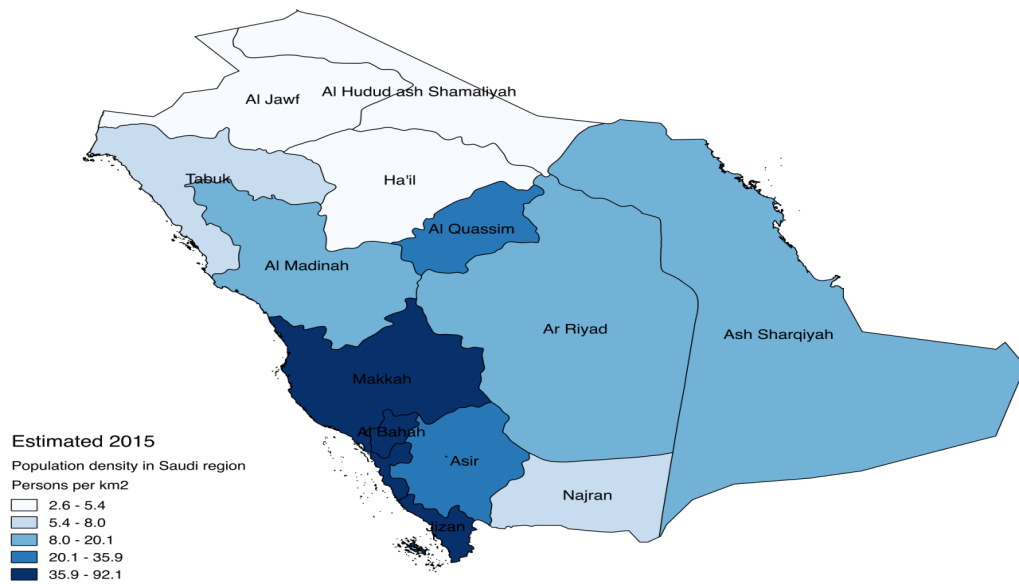 Al Hudud ash Shamaliyah
Al Jawf
Tabuk
Ha'il
Al Quassim
Al Madinah
Ar Riyad
Ash Sharqiyah
Makkah
Al Bahah
Asir
Najran
Jizan
Estimated 2015
Population density in Saudi region
Persons per km2
2.6 - 5.4
5.4 - 8.0
8.0 - 20.1
20.1 - 35.9
35.9 - 92.1